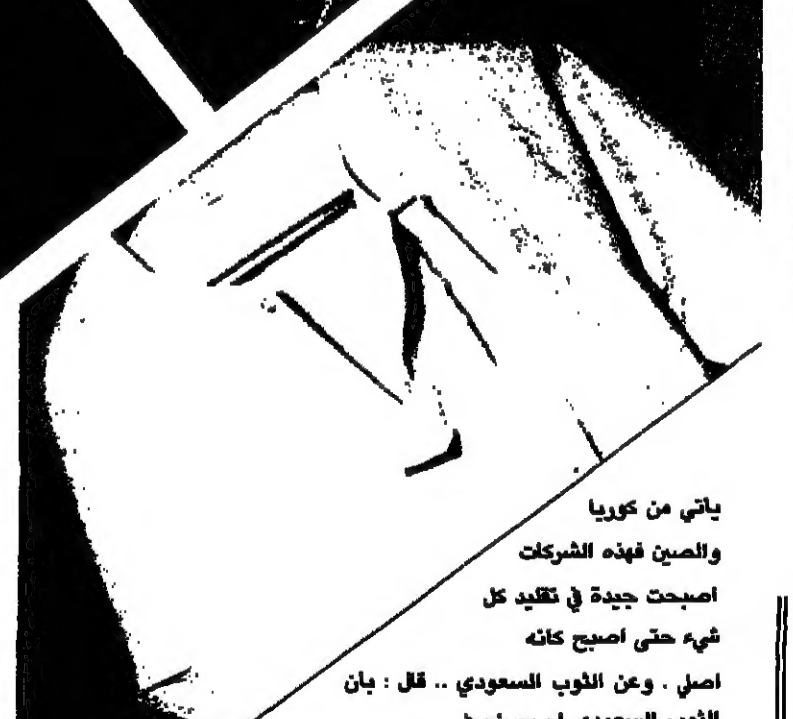 ياتي من كوريا
والصين فهذه الشركات
اصبحت جيدة في تقليد كل
شيء حتى اصبح كانه
اصلي . وعن الثوب السعودي .. قال : بان